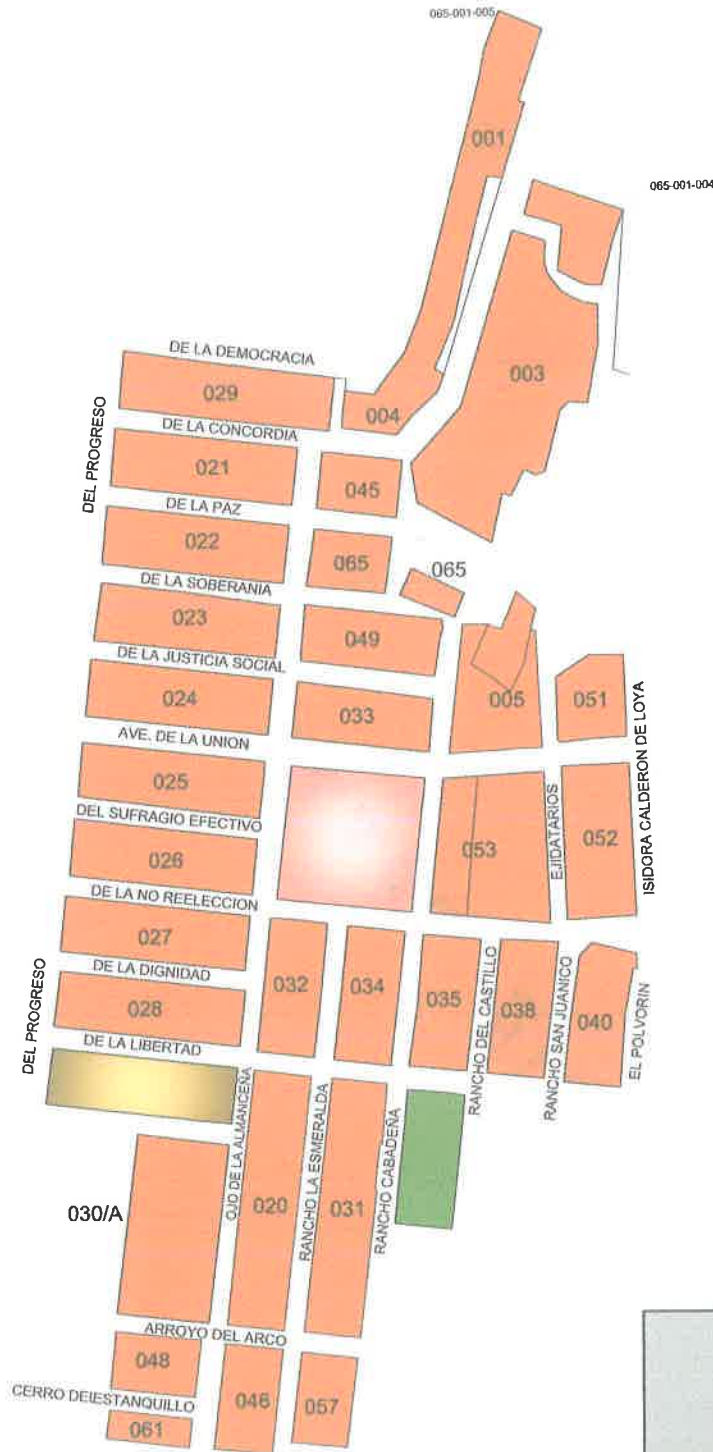 065-001-005
001
065-001-004
DE LA DEMOCRACIA
003
029
004
DE LA CONCORDIA
DEL PROGRESO
021
045
DE LA PAZ
022
065
065
DE LA SOBERANIA
023
049
DE LA JUSTICIA SOCIAL
024
033
005
051
ISIDORA CALDERON DE LOYA
AVE. DE LA UNION
025
DEL SUFRAGIO EFECTIVO
026
053
EJIDATARIOS
052
DE LA NO REELECCION
027
DE LA DIGNIDAD
DEL PROGRESO
028
032
034
035
RANCHO DEL CASTILLO
038
RANCHO SAN JUANICO
040
EL POLVORIN
DE LA LIBERTAD
OJO DE LA ALMANCEÑA
030/A
020
RANCHO LA ESMERALDA
031
RANCHO CABADEÑA
ARROYO DEL ARCO
048
CERRO DElESTANQUILLO
046
057
061